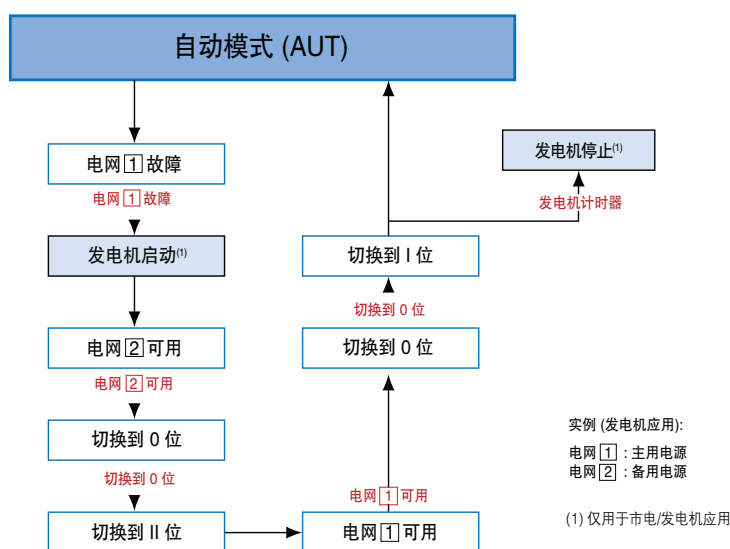 自动模式 (AUT)
电网 1 故障
电网 1 故障
发电机启动(1)
电网 2 可用
电网 2 可用
切换到 0 位
切换到 0 位
切换到 II 位
电网 1 可用
电网 1 可用
切换到 0 位
切换到 0 位
切换到 I 位
发电机计时器
发电机停止(1)
实例 (发电机应用):
电网 1 : 主用电源
电网 2 : 备用电源
(1) 仅用于市电/发电机应用